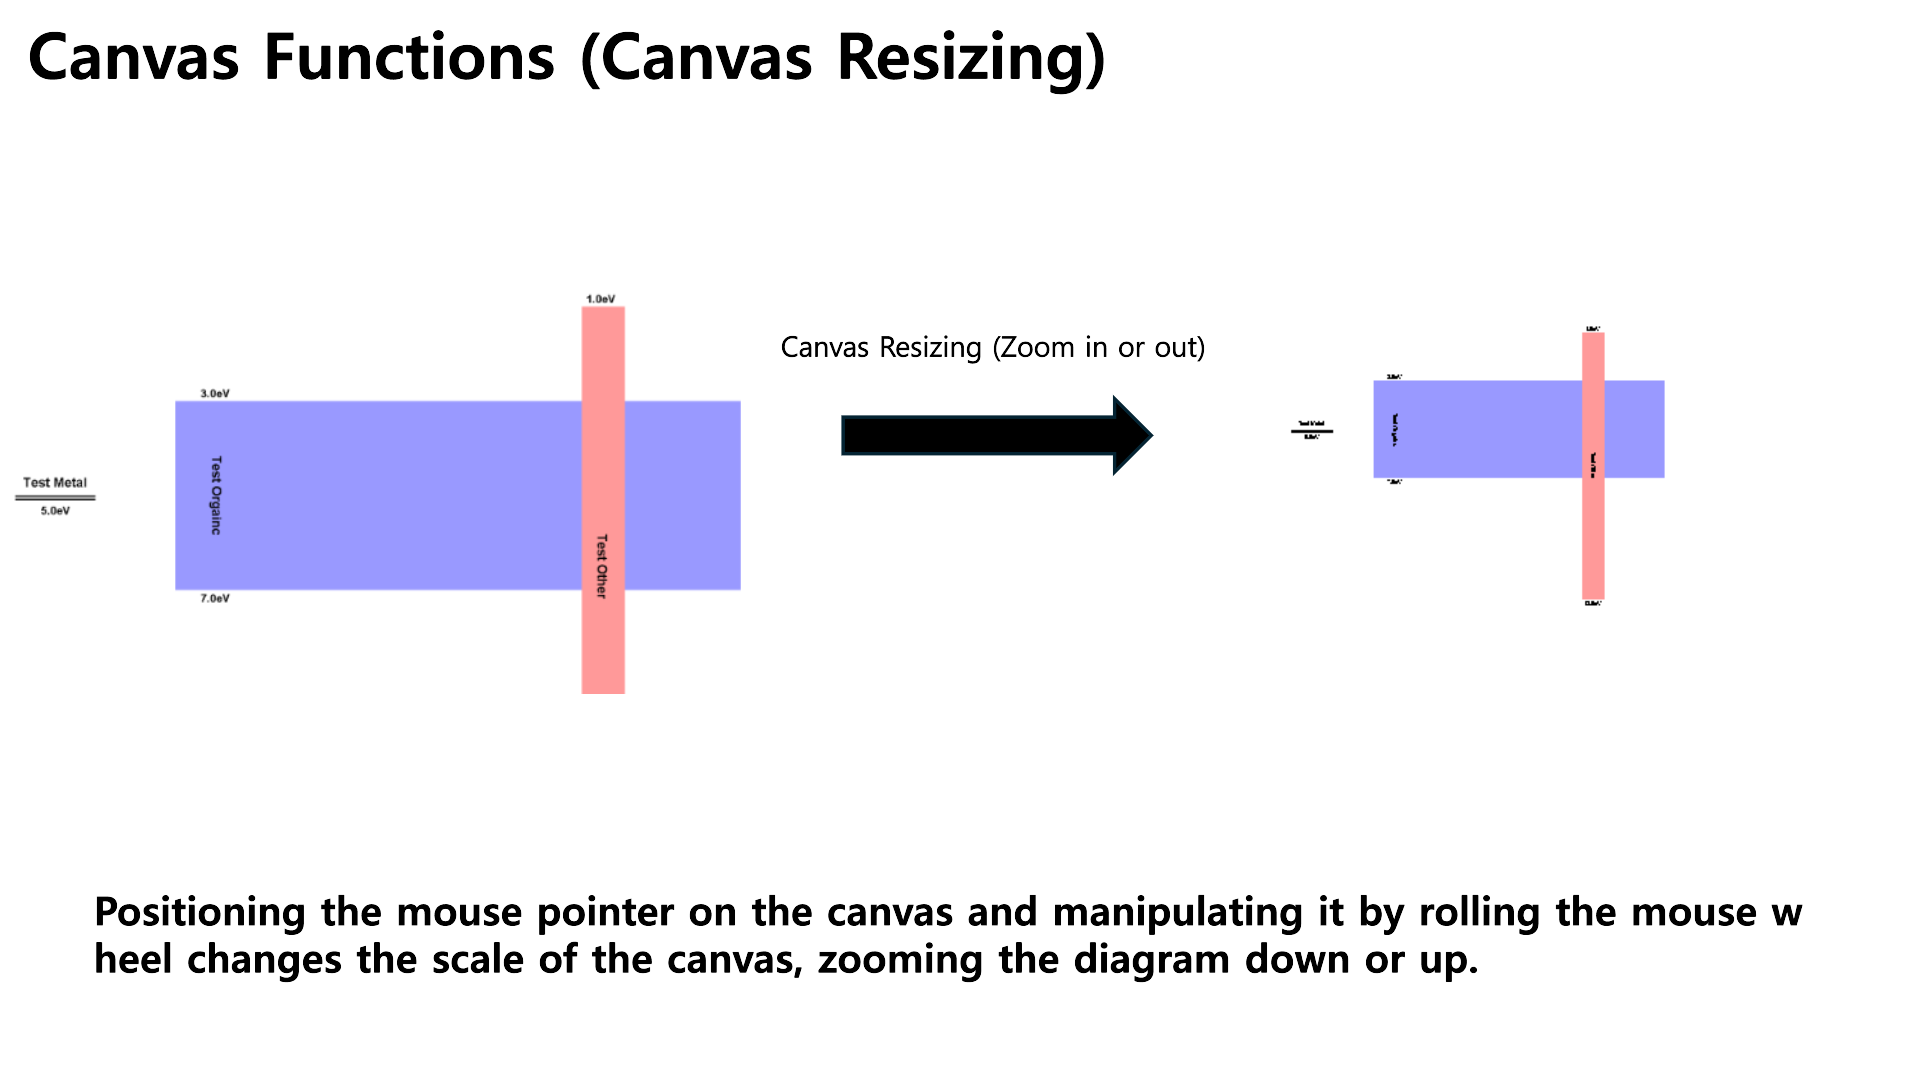 Canvas Functions (Canvas Resizing)
1.0eV
Canvas Resizing (Zoom in or out)
3.0eV
Test Metal
5.0eV
Test Orgainc
Test Other
7.0eV
Positioning the mouse pointer on the canvas and manipulating it by rolling the mouse w
heel changes the scale of the canvas, zooming the diagram down or up.